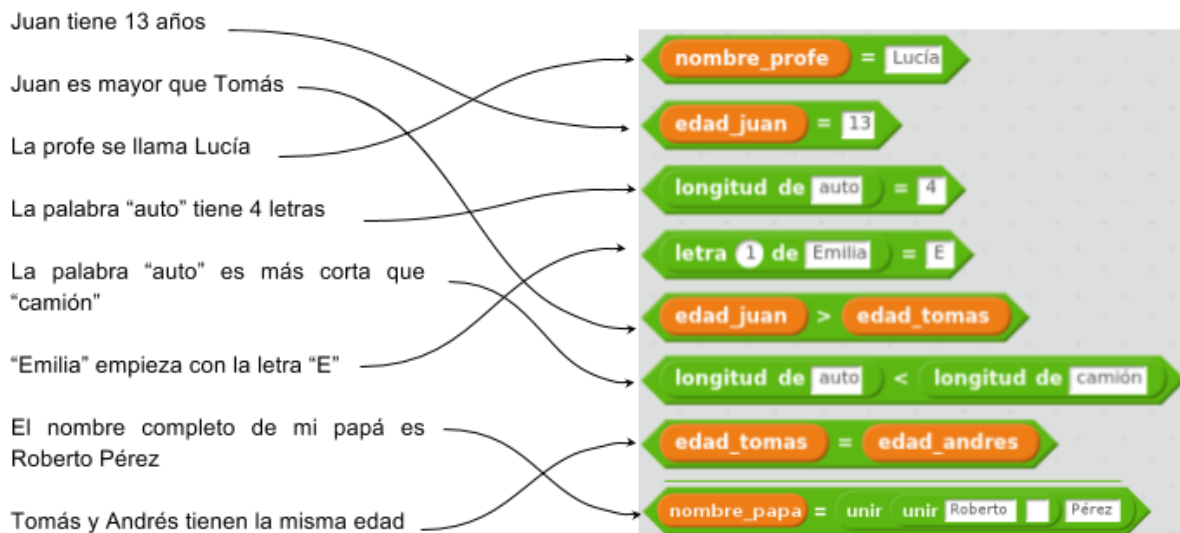 Juan tiene 13 años
Juan es mayor que Tomás
La profe se llama Lucía
La palabra “auto” tiene 4 letras
La palabra “auto” es más corta que
“camión”
“Emilia” empieza con la letra “E”
El nombre completo de mi papá es
Roberto Pérez
Tomás y Andrés tienen la misma edad
nombre_profe = Lucía
edad_juan = 13
longitud de auto = 4
letra 1 de Emilia = E
edad_juan > edad_tomas
longitud de auto < longitud de camión
edad_tomas = edad_andres
nombre_papa = unir unir Roberto Pérez